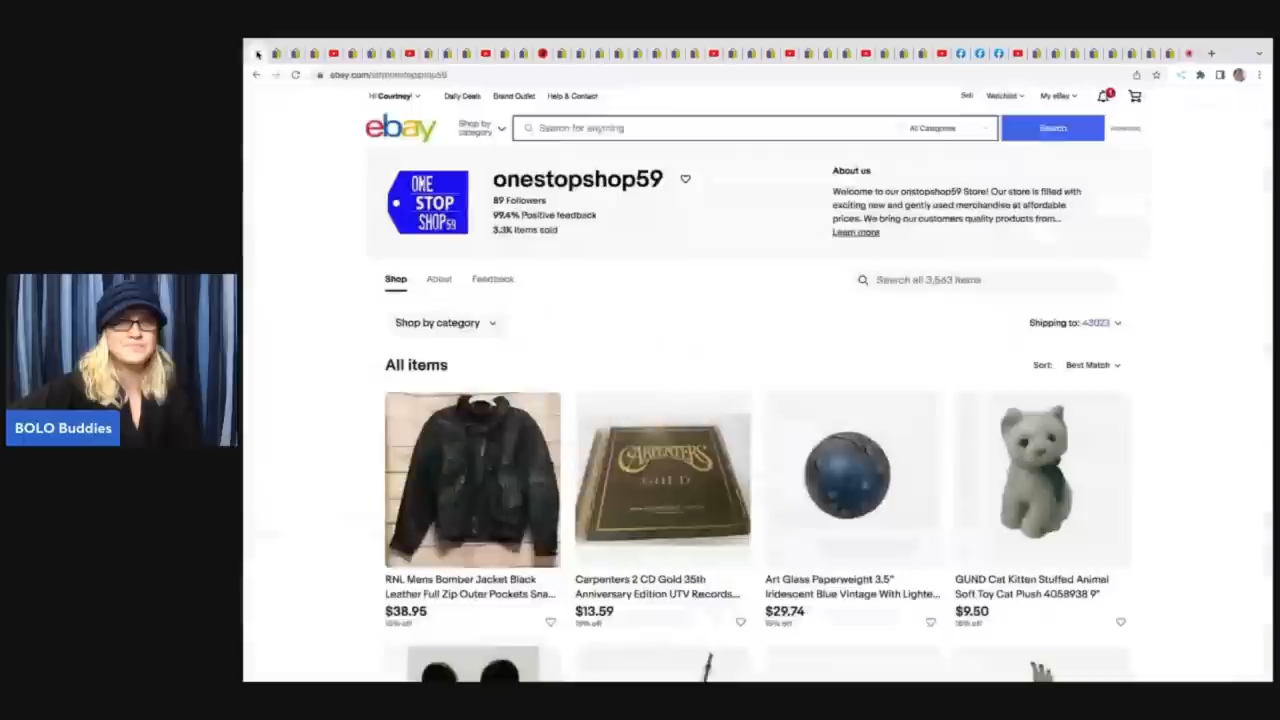 ebay.com/str/onestopshop59
Hi Courtney!
Daily Deals
Brand Outlet
Help & Contact
Sell
Watchlist
My eBay
1
ebay
Shop by
category
Search for anything
All Categories
Search
ONE
STOP
SHOP59
onestopshop59
89 Followers
99.4% Positive feedback
3.3K Items sold
About us
Welcome to our onstopshop59 Store! Our store is filled with
exciting new and gently used merchandise at affordable
prices. We bring our customers quality products from...
Learn more
Shop
About
Feedback
Search all 3,563 items
Shop by category
Shipping to: 43023
All items
Sort:
Best Match
CARPENTERS
GOLD
RNL Mens Bomber Jacket Black
Leather Full Zip Outer Pockets Sna...
$38.95
Carpenters 2 CD Gold 35th
Anniversary Edition UTV Records...
$13.59
Art Glass Paperweight 3.5"
Iridescent Blue Vintage With Lighte...
$29.74
GUND Cat Kitten Stuffed Animal
Soft Toy Cat Plush 4058938 9"
$9.50
BOLO Buddies